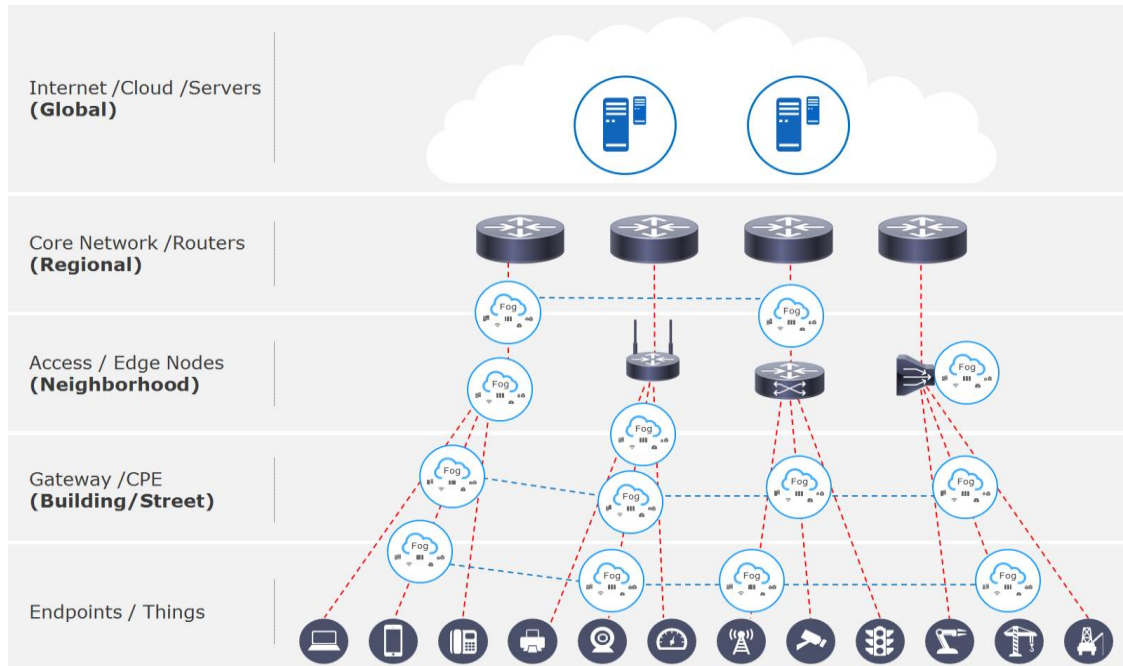 Internet /Cloud /Servers
(Global)
Core Network /Routers
(Regional)
Fog
Fog
Access / Edge Nodes
(Neighborhood)
Fog
Fog
Fog
Gateway /CPE
(Building/Street)
Fog
Fog
Fog
Fog
Fog
Fog
Fog
Fog
Endpoints / Things